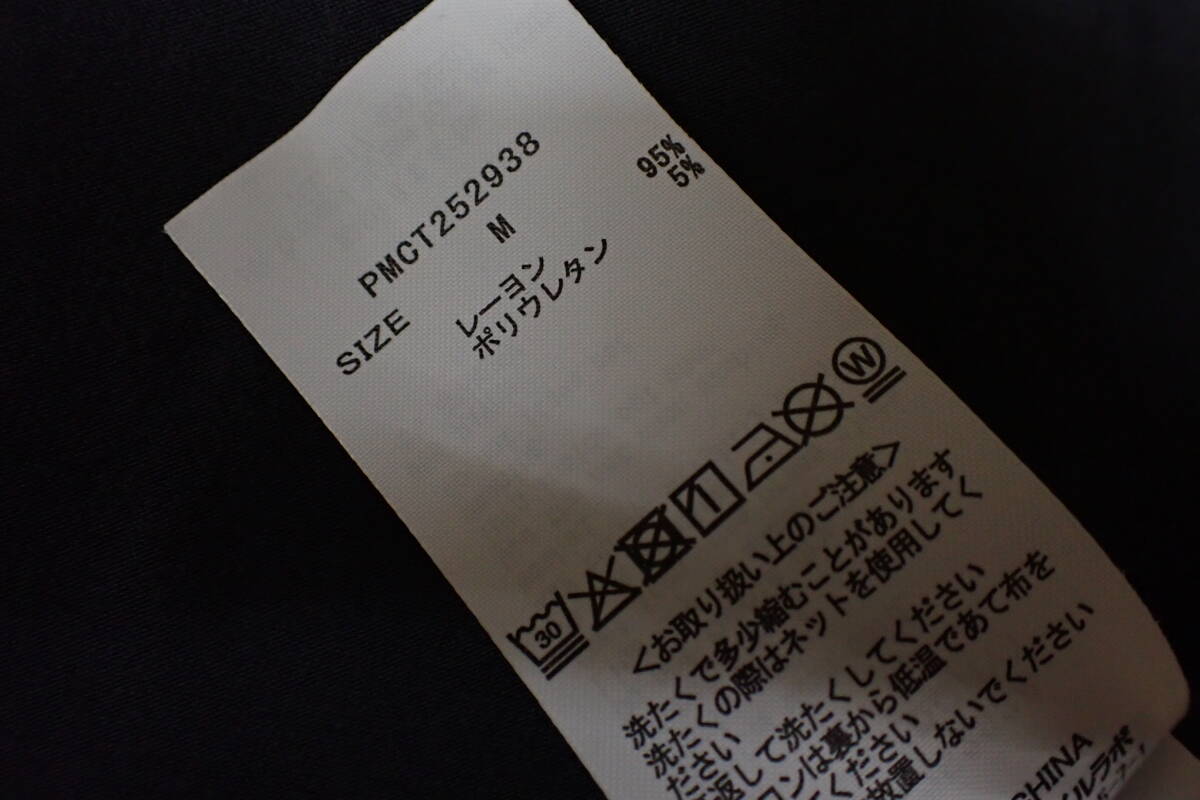 PMCT252938
SIZE M
レーヨン 95%
ポリウレタン 5%
30
W
<お取り扱い上のご注意>
洗たくで多少縮むことがあります
洗たくの際はネットを使用してく
ださい
返して洗たくしてください
ロンは裏から低温であて布を
ください
放置しないでください
CHINA
イルラボ